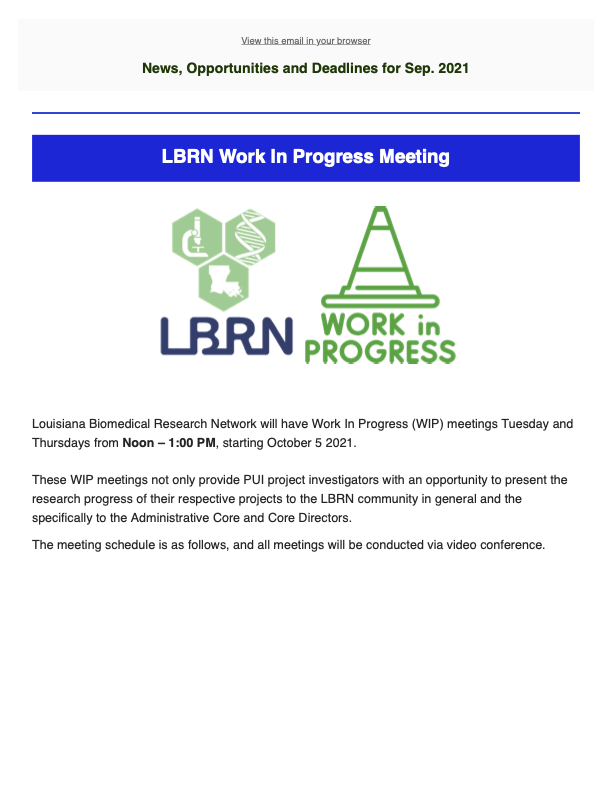 View this email in your browser
News, Opportunities and Deadlines for Sep. 2021
LBRN Work In Progress Meeting
LBRN
WORK in
PROGRESS
Louisiana Biomedical Research Network will have Work In Progress (WIP) meetings Tuesday and
Thursdays from Noon – 1:00 PM, starting October 5 2021.
These WIP meetings not only provide PUI project investigators with an opportunity to present the
research progress of their respective projects to the LBRN community in general and the
specifically to the Administrative Core and Core Directors.
The meeting schedule is as follows, and all meetings will be conducted via video conference.